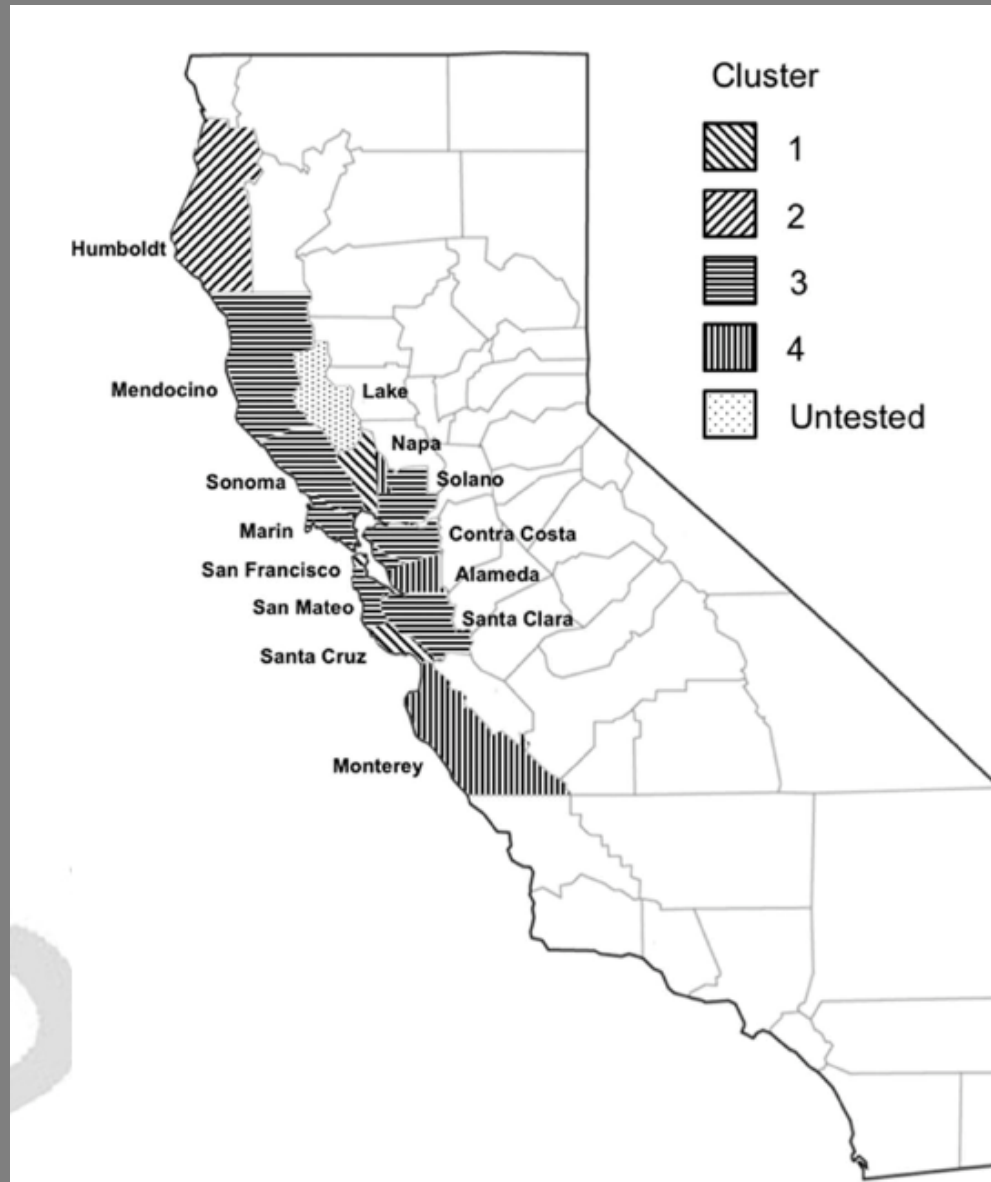 Cluster
1
2
3
4
Untested
Humboldt
Mendocino
Lake
Napa
Sonoma
Solano
Marin
Contra Costa
San Francisco
Alameda
San Mateo
Santa Clara
Santa Cruz
Monterey